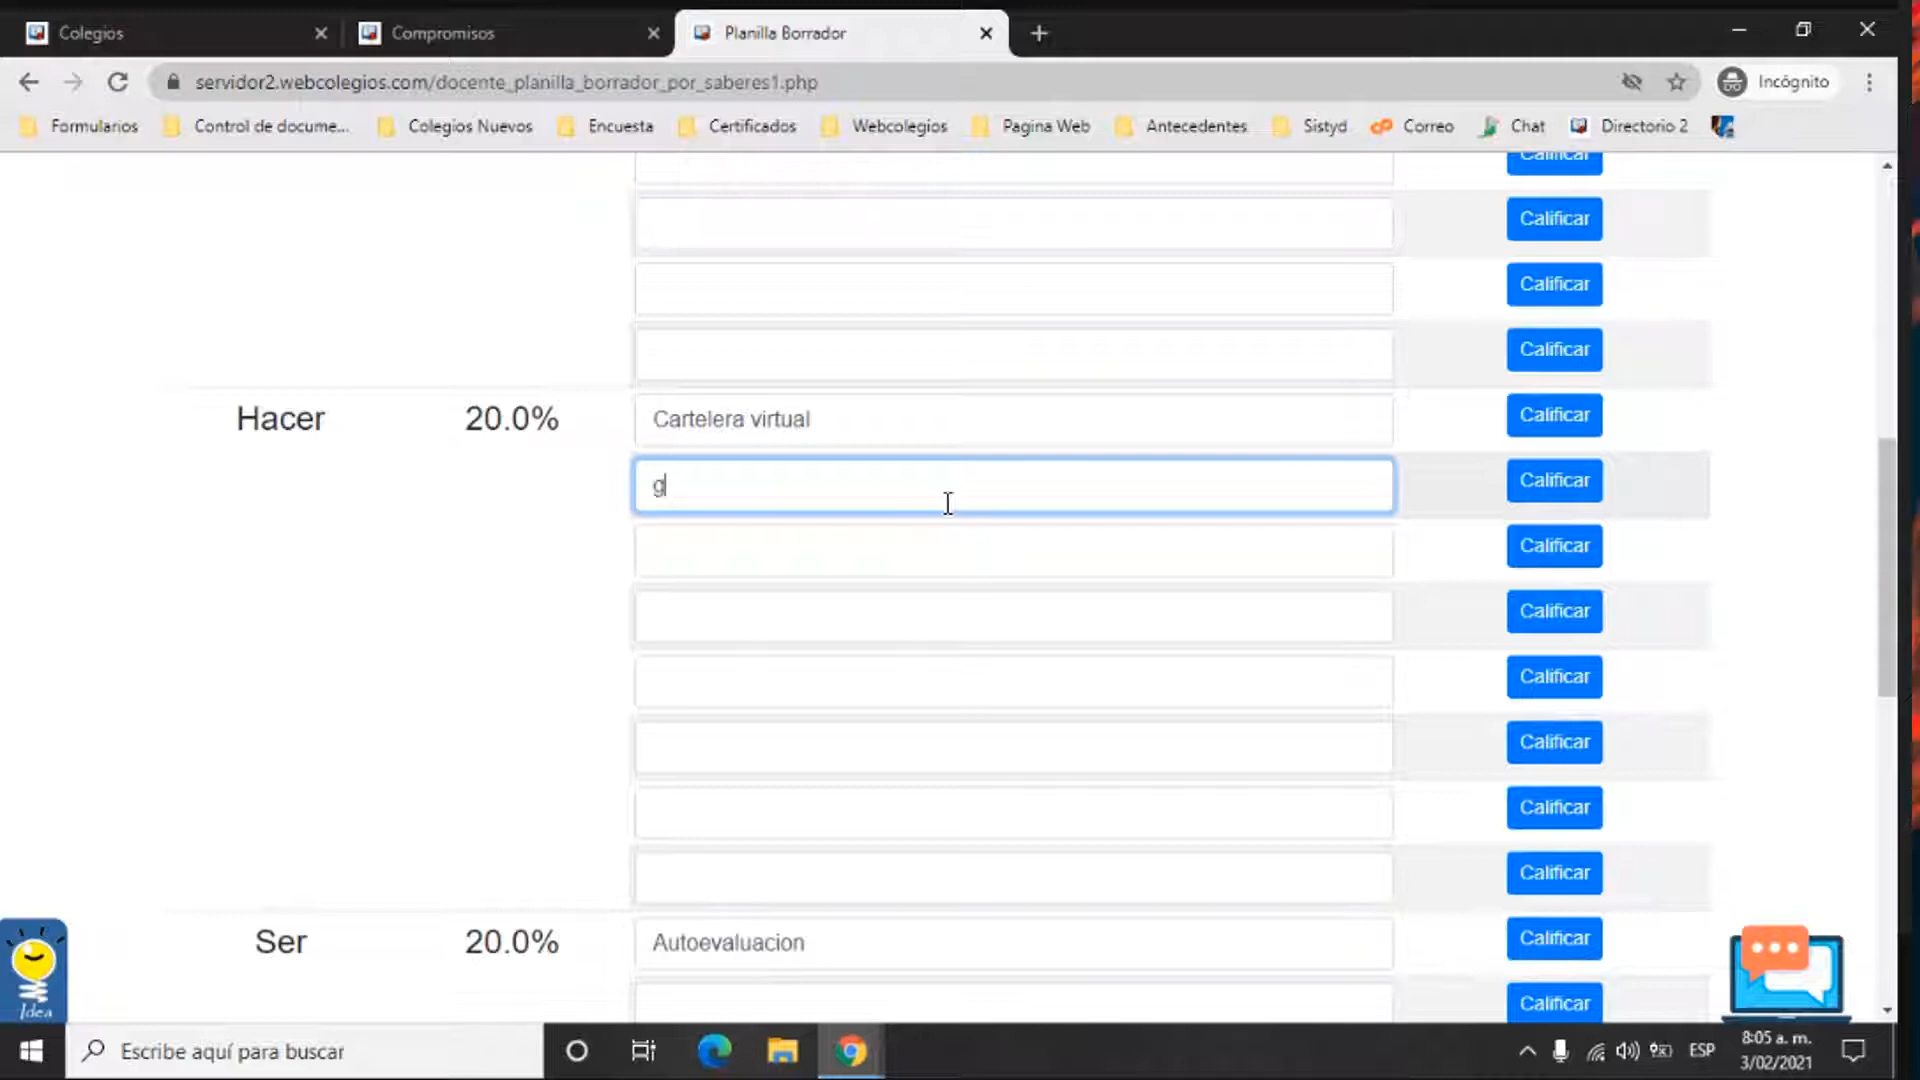 Colegios
Compromisos
Planilla Borrador
servidor2.webcolegios.com/docente_planilla_borrador_por_saberes1.php
Incógnito
Formularios
Control de docume...
Colegios Nuevos
Encuesta
Certificados
Webcolegios
Pagina Web
Antecedentes
Sistyd
Correo
Chat
Directorio 2
Calificar
Calificar
Calificar
Calificar
Hacer 20.0% Cartelera virtual Calificar
g Calificar
Calificar
Calificar
Calificar
Calificar
Calificar
Calificar
Ser 20.0% Autoevaluacion Calificar
Calificar
Idea
Escribe aquí para buscar
ESP
8:05 a. m.
3/02/2021